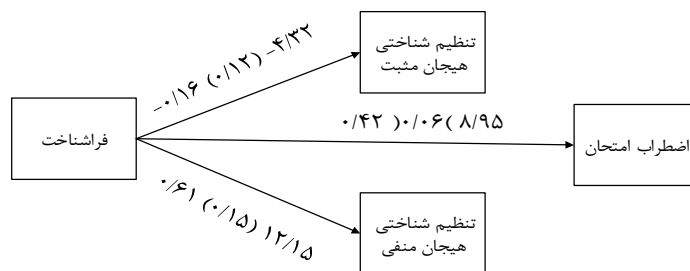 تنظیم شناختی
هیجان مثبت
-۰/۱۶ (۰/۱۲) -۴/۳۲
۰/۴۲ )۰/۰۶( ۸/۹۵
فراشناخت
اضطراب امتحان
۰/۶۱ (۰/۱۵) ۱۲/۱۵
تنظیم شناختی
هیجان منفی